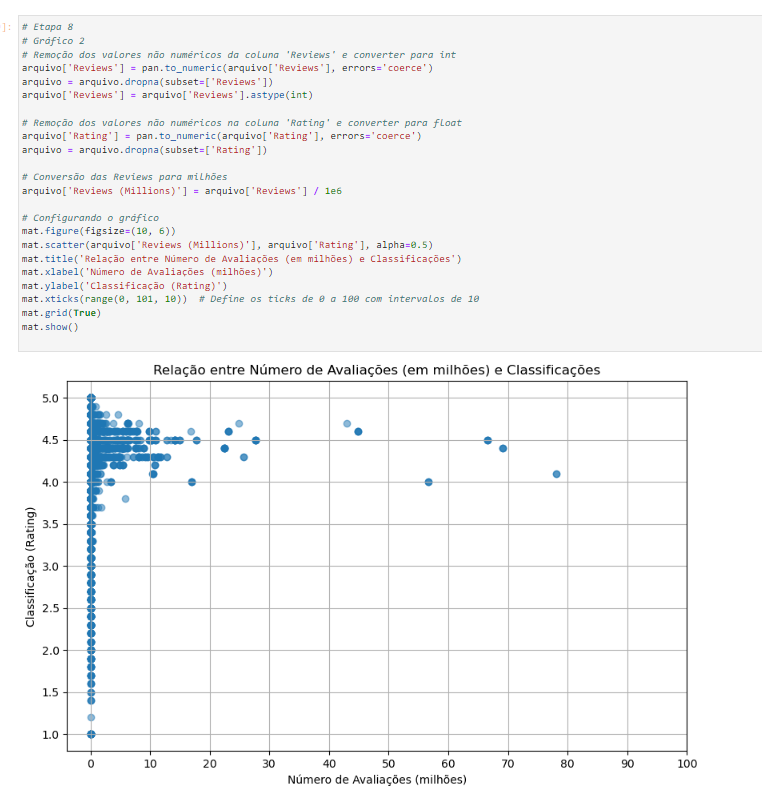 ]:
# Etapa 8
# Gráfico 2
# Remoção dos valores não numéricos da coluna 'Reviews' e converter para int
arquivo['Reviews'] = pan.to_numeric(arquivo['Reviews'], errors='coerce')
arquivo = arquivo.dropna(subset=['Reviews'])
arquivo['Reviews'] = arquivo['Reviews'].astype(int)
# Remoção dos valores não numéricos na coluna 'Rating' e converter para float
arquivo['Rating'] = pan.to_numeric(arquivo['Rating'], errors='coerce')
arquivo = arquivo.dropna(subset=['Rating'])
# Conversão das Reviews para milhões
arquivo['Reviews (Millions)'] = arquivo['Reviews'] / 1e6
# Configurando o gráfico
mat.figure(figsize=(10, 6))
mat.scatter(arquivo['Reviews (Millions)'], arquivo['Rating'], alpha=0.5)
mat.title('Relação entre Número de Avaliações (em milhões) e Classificações')
mat.xlabel('Número de Avaliações (milhões)')
mat.ylabel('Classificação (Rating)')
mat.xticks(range(0, 101, 10))  # Define os ticks de 0 a 100 com intervalos de 10
mat.grid(True)
mat.show()
Relação entre Número de Avaliações (em milhões) e Classificações
Classificação (Rating)
5.0
4.5
4.0
3.5
3.0
2.5
2.0
1.5
1.0
0 10 20 30 40 50 60 70 80 90 100
Número de Avaliações (milhões)